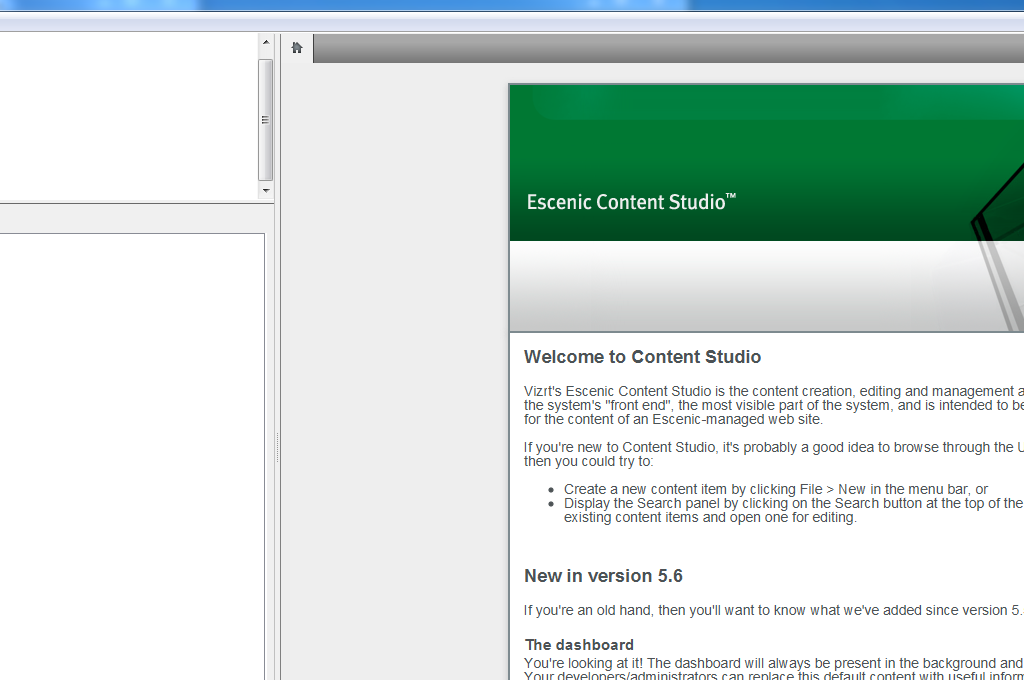 Escenic Content Studio™
Welcome to Content Studio
Vizrt's Escenic Content Studio is the content creation, editing and management
the system's "front end", the most visible part of the system, and is intended to be
for the content of an Escenic-managed web site.
If you're new to Content Studio, it's probably a good idea to browse through the
then you could try to:
• Create a new content item by clicking File > New in the menu bar, or
• Display the Search panel by clicking on the Search button at the top of the
existing content items and open one for editing.
New in version 5.6
If you're an old hand, then you'll want to know what we've added since version 5.
The dashboard
You're looking at it! The dashboard will always be present in the background and
Your developers/administrators can replace this default content with useful